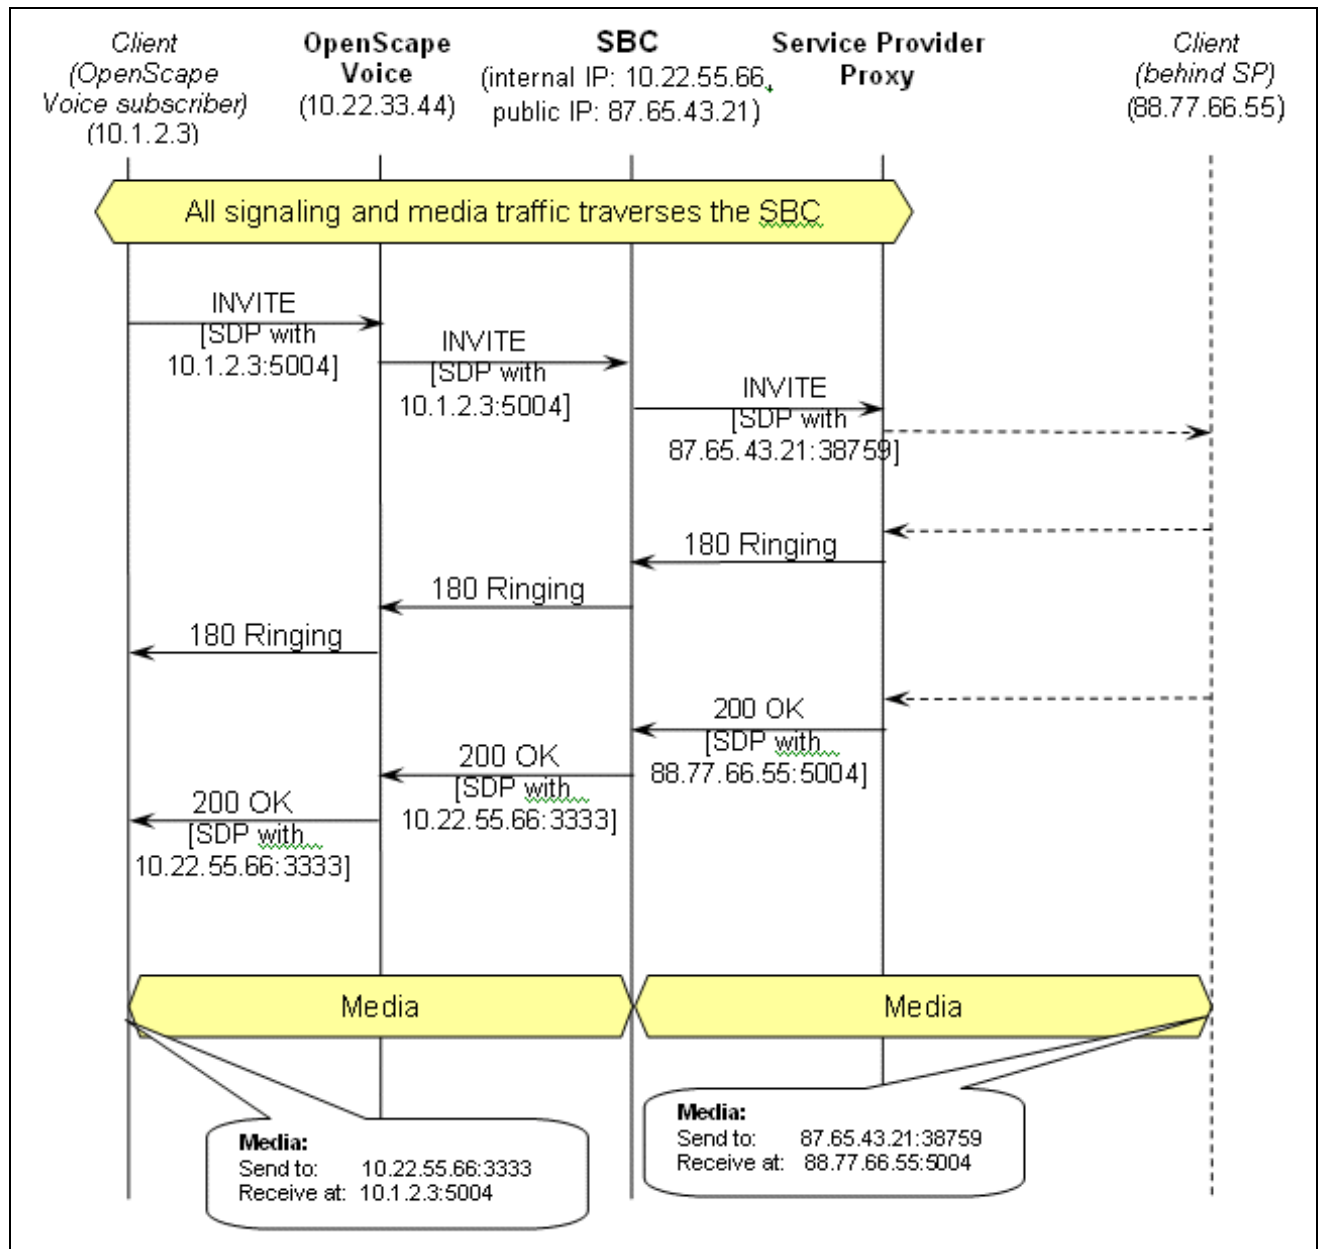 Client
(OpenScape
Voice subscriber)
(10.1.2.3)
OpenScape
Voice
(10.22.33.44)
SBC
(internal IP: 10.22.55.66,
public IP: 87.65.43.21)
Service Provider
Proxy
Client
(behind SP)
(88.77.66.55)
All signaling and media traffic traverses the SBC
INVITE
[SDP with
10.1.2.3:5004]
INVITE
[SDP with
10.1.2.3:5004]
INVITE
[SDP with
87.65.43.21:38759]
180 Ringing
180 Ringing
180 Ringing
200 OK
[SDP with
88.77.66.55:5004]
200 OK
[SDP with
10.22.55.66:3333]
200 OK
[SDP with
10.22.55.66:3333]
Media
Media
Media:
Send to: 87.65.43.21:38759
Receive at: 88.77.66.55:5004
Media:
Send to: 10.22.55.66:3333
Receive at: 10.1.2.3:5004